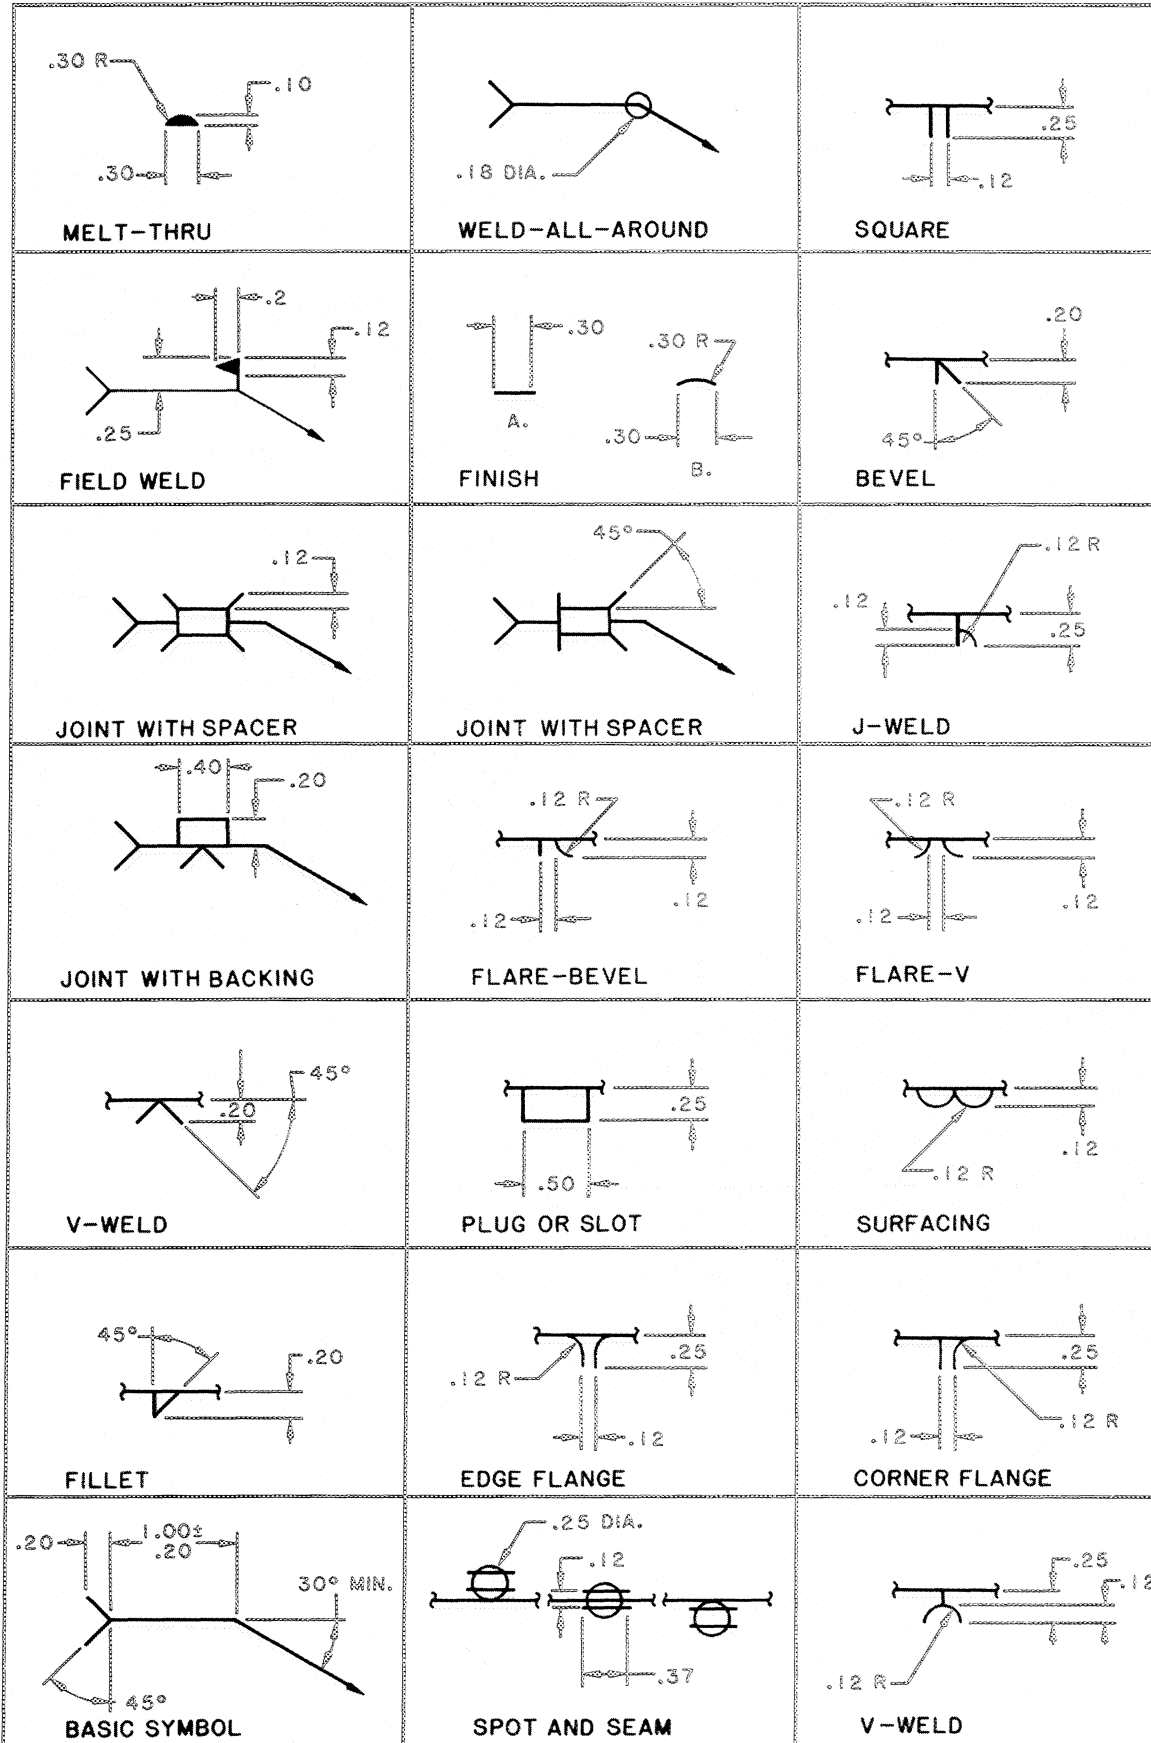 .30 R
.10
.30
MELT-THRU
.18 DIA.
WELD-ALL-AROUND
.25
.12
SQUARE
.2
.12
.25
FIELD WELD
.30
.30 R
A.
.30
B.
FINISH
.20
45°
BEVEL
.12
JOINT WITH SPACER
45°
JOINT WITH SPACER
.12 R
.12
.25
J-WELD
.40
.20
JOINT WITH BACKING
.12 R
.12
.12
FLARE-BEVEL
.12 R
.12
.12
FLARE-V
45°
.20
V-WELD
.25
.50
PLUG OR SLOT
.12
.12 R
SURFACING
45°
.20
FILLET
.25
.12 R
.12
EDGE FLANGE
.25
.12 R
.12
CORNER FLANGE
.20
1.00±
.20
30° MIN.
45°
BASIC SYMBOL
.25 DIA.
.12
.37
SPOT AND SEAM
.25
.12
.12 R
V-WELD